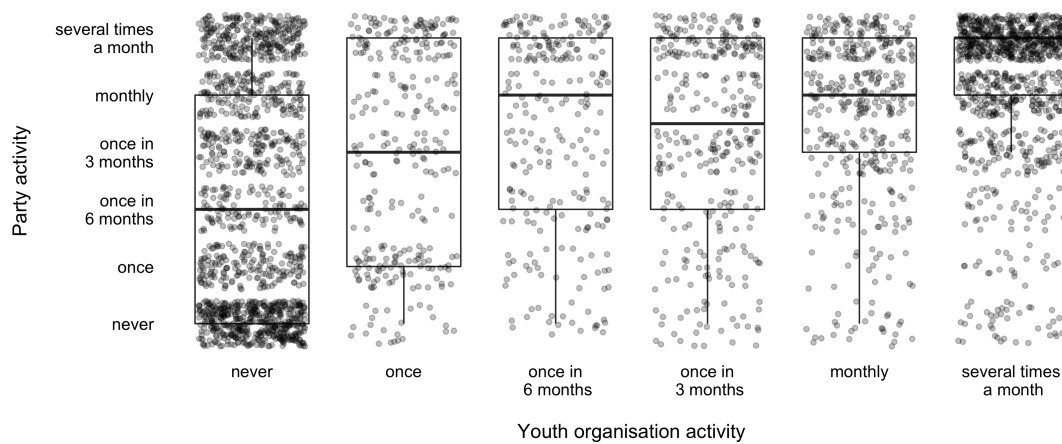 several times
a month
monthly
once in
3 months
once in
6 months
once
never
Party activity
never
once
once in
6 months
once in
3 months
monthly
several times
a month
Youth organisation activity